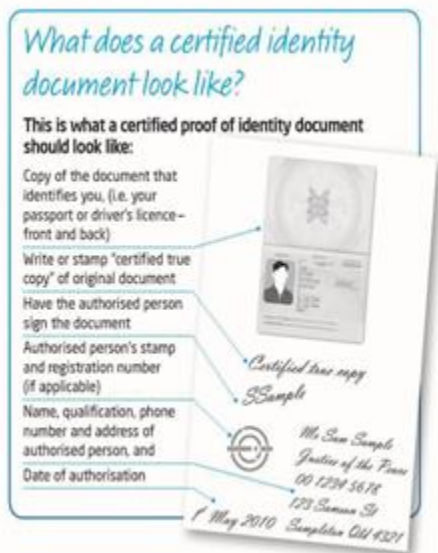 What does a certified identity
document look like?
This is what a certified proof of identity document
should look like:
Copy of the document that
identifies you, (i.e. your
passport or driver's licence –
front and back)
Write or stamp "certified true
copy" of original document
Have the authorised person
sign the document
Authorised person's stamp
and registration number
(if applicable)
Name, qualification, phone
number and address of
authorised person, and
Date of authorisation
Certified true copy
SSample
Mr Sam Sample
Justice of the Peace
00 1234 5678
123 Samson St
Sampleton Qld 4321
1st May 2010